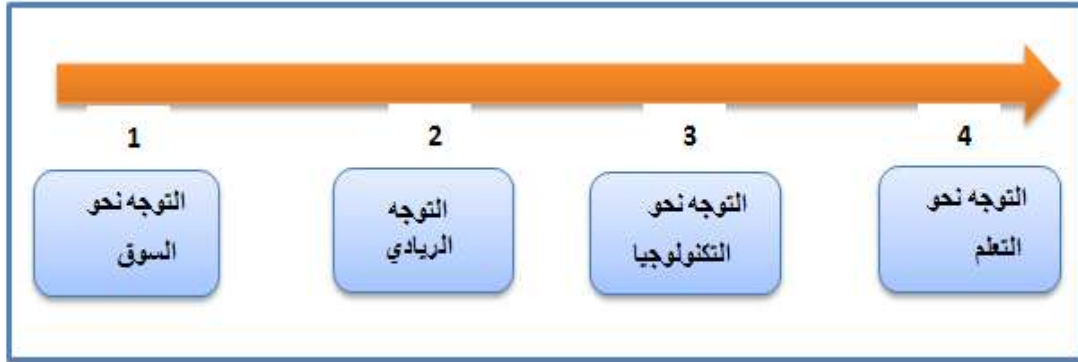 1
2
3
4
التوجه نحو
السوق
التوجه
الريادي
التوجه نحو
التكنولوجيا
التوجه نحو
التعلم